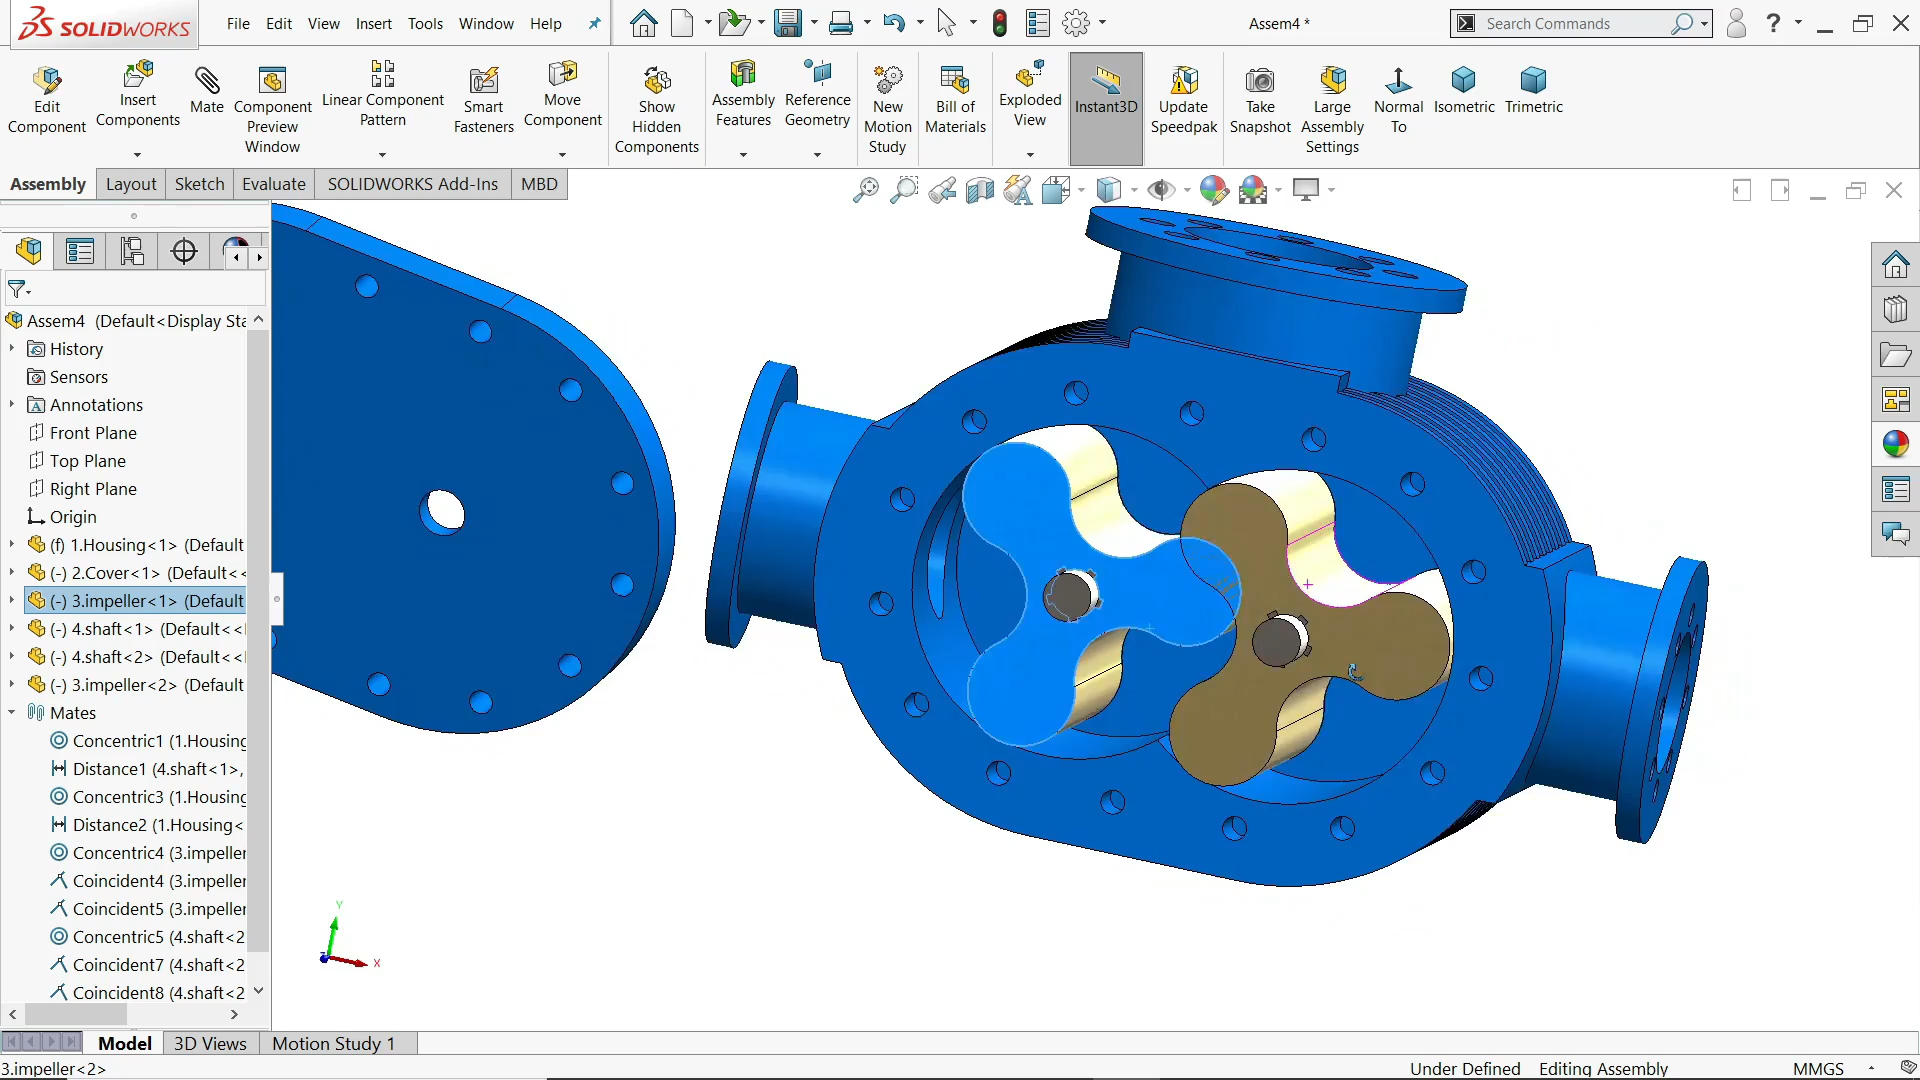 SOLIDWORKS File Edit View Insert Tools Window Help Assem4 * Search Commands ?
Edit Component
Insert Components
Mate
Component Preview Window
Linear Component Pattern
Smart Fasteners
Move Component
Show Hidden Components
Assembly Features
Reference Geometry
New Motion Study
Bill of Materials
Exploded View
Instant3D
Update Speedpak
Take Snapshot
Large Assembly Settings
Normal To
Isometric
Trimetric
Assembly Layout Sketch Evaluate SOLIDWORKS Add-Ins MBD
Assem4 (Default<Display Sta
History
Sensors
Annotations
Front Plane
Top Plane
Right Plane
Origin
(f) 1.Housing<1> (Default
(-) 2.Cover<1> (Default<<
(-) 3.impeller<1> (Default
(-) 4.shaft<1> (Default<<
(-) 4.shaft<2> (Default<<
(-) 3.impeller<2> (Default
Mates
Concentric1 (1.Housing
Distance1 (4.shaft<1>,
Concentric3 (1.Housing
Distance2 (1.Housing<
Concentric4 (3.impeller
Coincident4 (3.impeller
Coincident5 (3.impeller
Concentric5 (4.shaft<2
Coincident7 (4.shaft<2
Coincident8 (4.shaft<2
Y
X
Model 3D Views Motion Study 1
3.impeller<2> Under Defined Editing Assembly MMGS